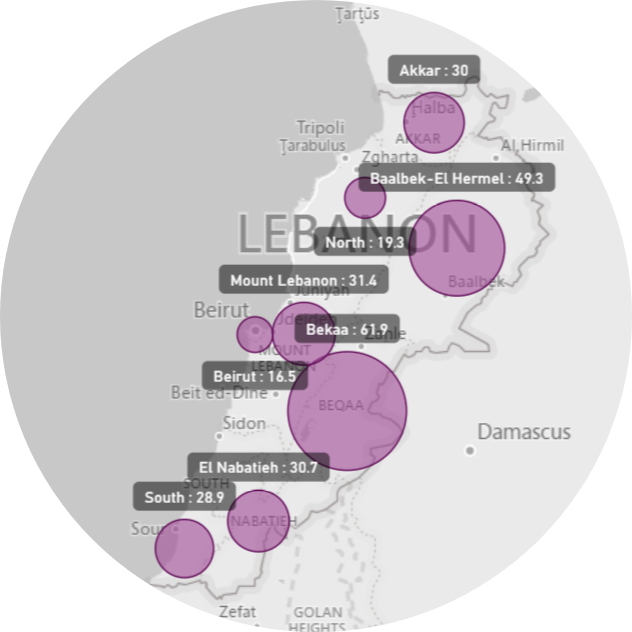 Ţarţūs
Akkar : 30
Halba
Tripoli
Ţarabulus
AKKAR
Al Hirmil
Zgharta
Baalbek-El Hermel : 49.3
LEBANON
North : 19.3
Mount Lebanon : 31.4
Baalbek
Juniyah
Beirut
Jdeideh
Bekaa : 61.9
Zahle
MOUNT
LEBANON
Beirut : 16.5
Beit ed-Dine
BEQAA
Sidon
Damascus
El Nabatieh : 30.7
SOUTH
South : 28.9
Sour
NABATIEH
Zefat
GOLAN
HEIGHTS